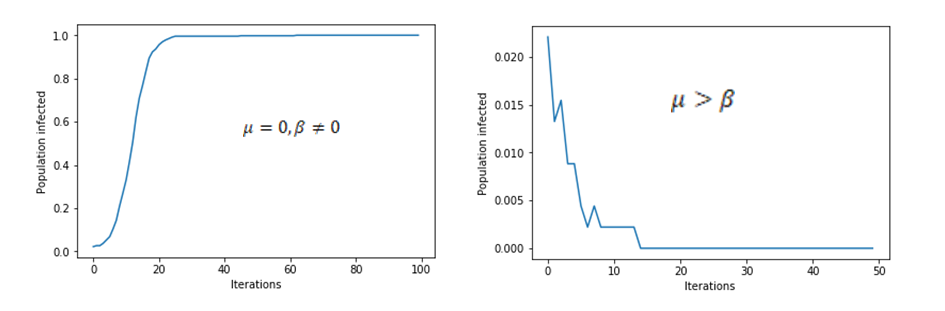 1.0
0.8
0.6
0.4
0.2
0.0
Population infected
μ = 0, β ≠ 0
0 20 40 60 80 100
Iterations
0.020
0.015
0.010
0.005
0.000
Population infected
μ > β
0 10 20 30 40 50
Iterations